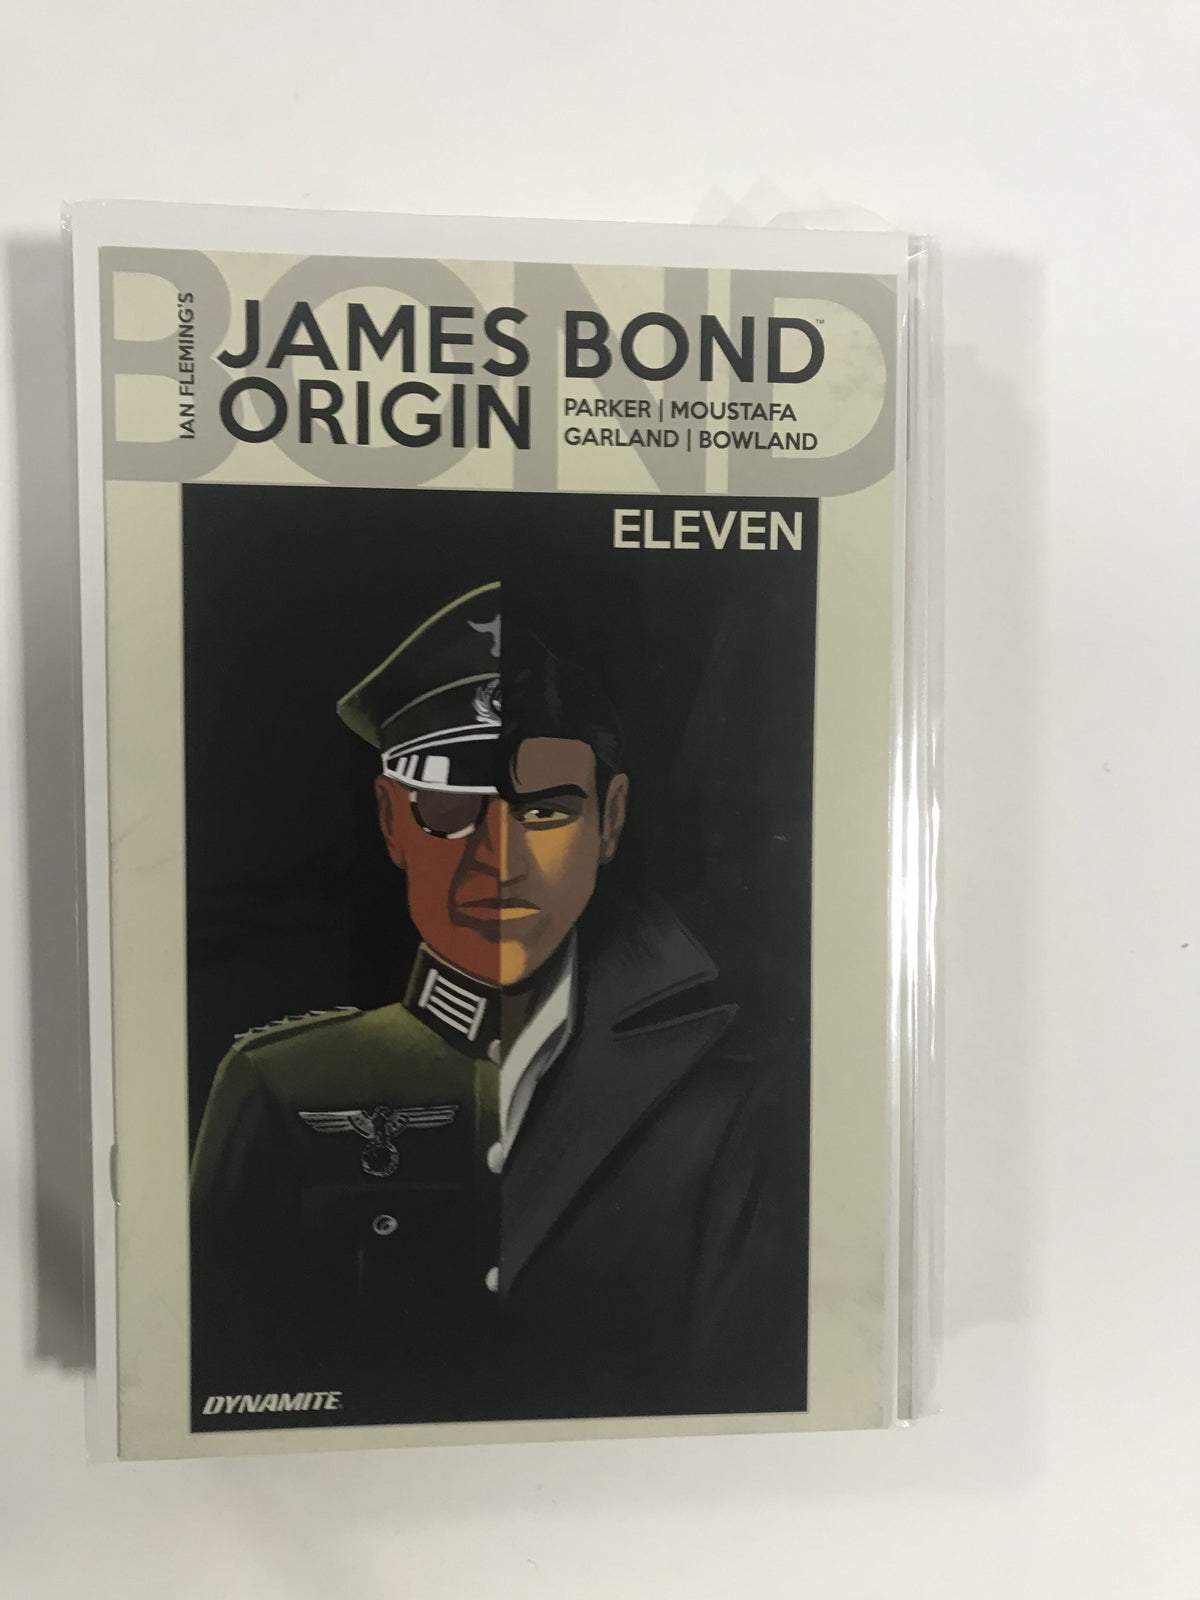 BOND
IAN FLEMING'S
JAMES BOND™
ORIGIN
PARKER | MOUSTAFA
GARLAND | BOWLAND
ELEVEN
DYNAMITE.